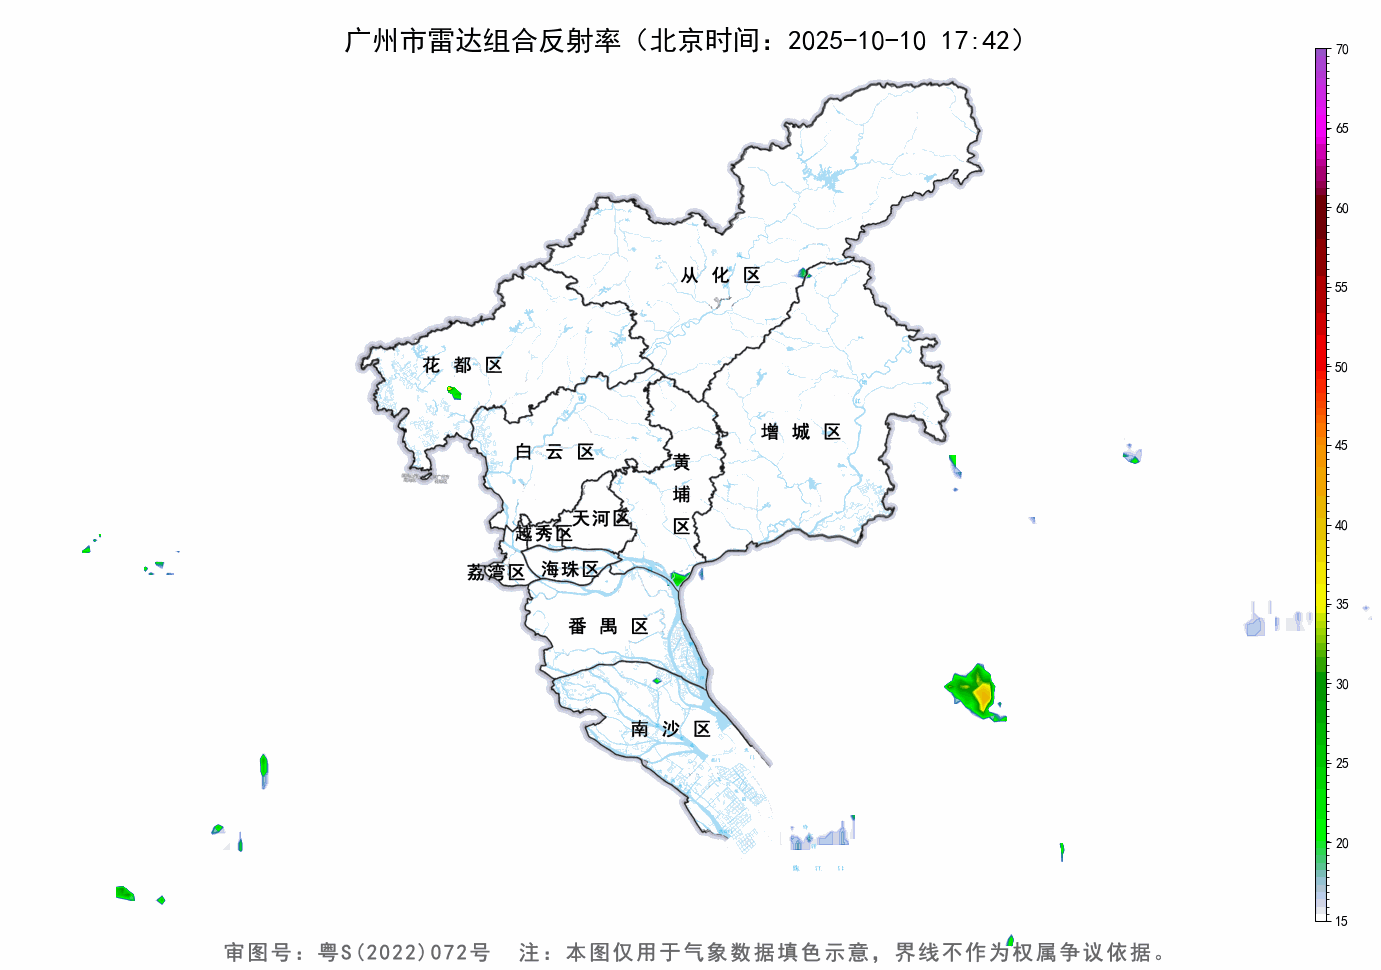 广州市雷达组合反射率（北京时间：2025-10-10 17:42）
70
65
60
55
50
45
40
35
30
25
20
15
从化区
花都区
增城区
白云区
黄埔区
天河区
越秀区
荔湾区
海珠区
番禺区
南沙区
审图号：粤S(2022)072号 注：本图仅用于气象数据填色示意，界线不作为权属争议依据。